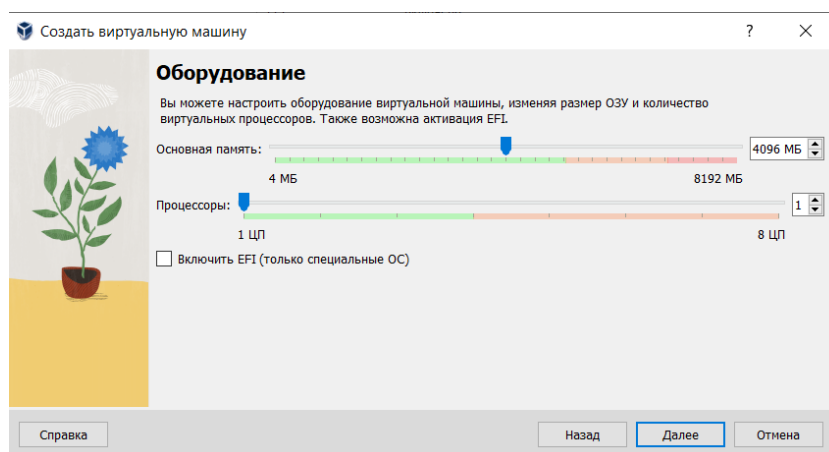 Создать виртуальную машину
?
Оборудование
Вы можете настроить оборудование виртуальной машины, изменяя размер ОЗУ и количество
виртуальных процессоров. Также возможна активация EFI.
Основная память: 4096 МБ
4 МБ 8192 МБ
Процессоры: 1
1 ЦП 8 ЦП
Включить EFI (только специальные ОС)
Справка Назад Далее Отмена